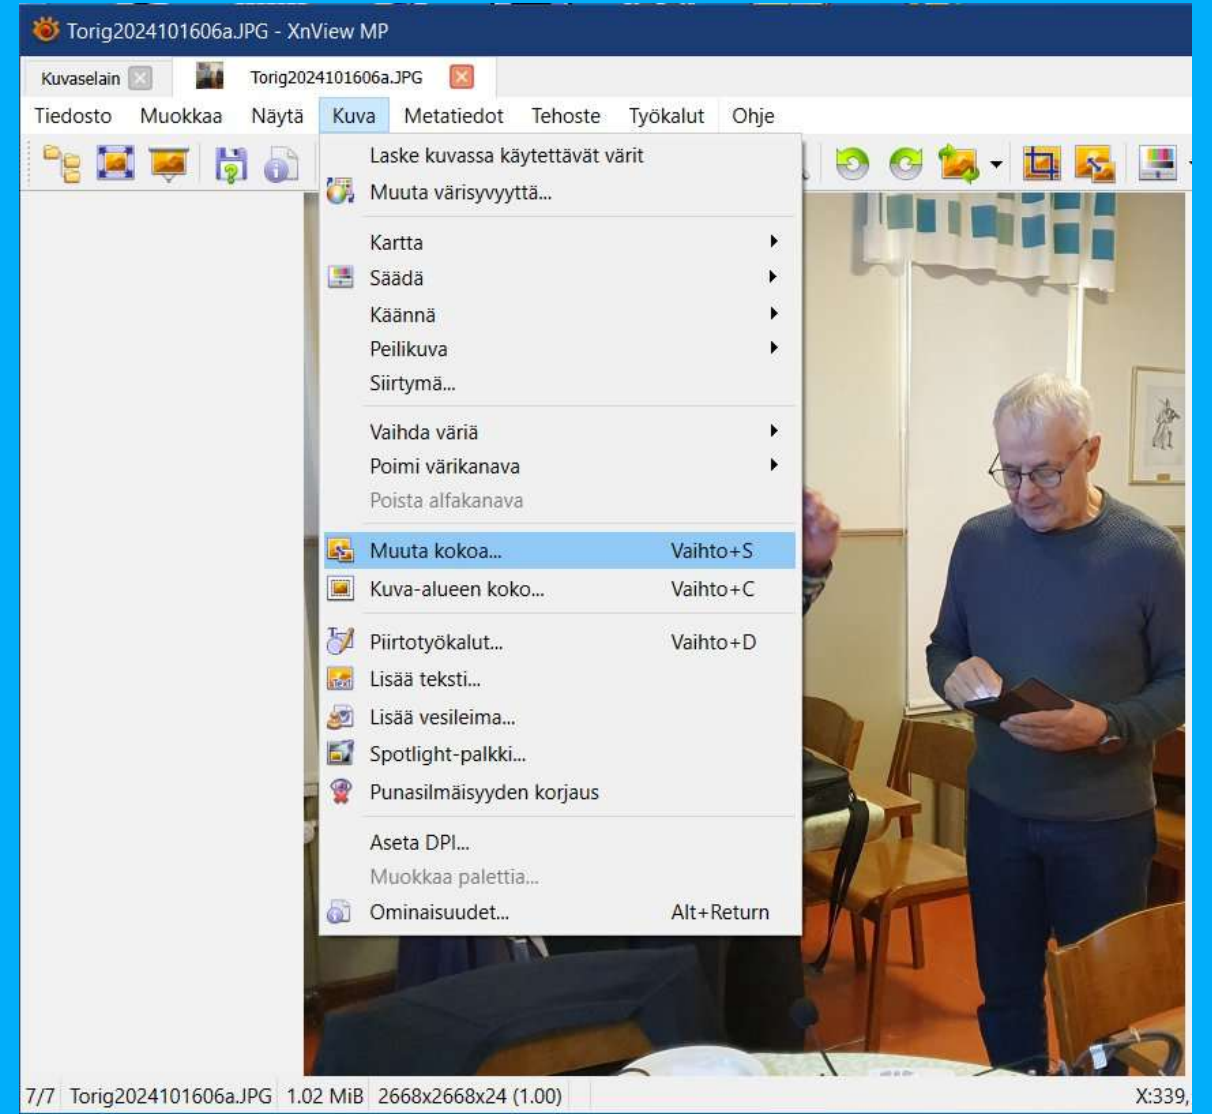 Torig2024101606a.JPG - XnView MP
Kuvaselain Torig2024101606a.JPG
Tiedosto Muokkaa Näytä Kuva Metatiedot Tehoste Työkalut Ohje
Laske kuvassa käytettävät värit
Muuta värisyvyyttä...
Kartta
Säädä
Käännä
Peilikuva
Siirtymä...
Vaihda väriä
Poimi värikanava
Poista alfakanava
Muuta kokoa... Vaihto+S
Kuva-alueen koko... Vaihto+C
Piirtotyökalut... Vaihto+D
Lisää teksti...
Lisää vesileima...
Spotlight-palkki...
Punasilmäisyyden korjaus
Aseta DPI...
Muokkaa palettia...
Ominaisuudet... Alt+Return
7/7 Torig2024101606a.JPG 1.02 MiB 2668x2668x24 (1.00) X:339,